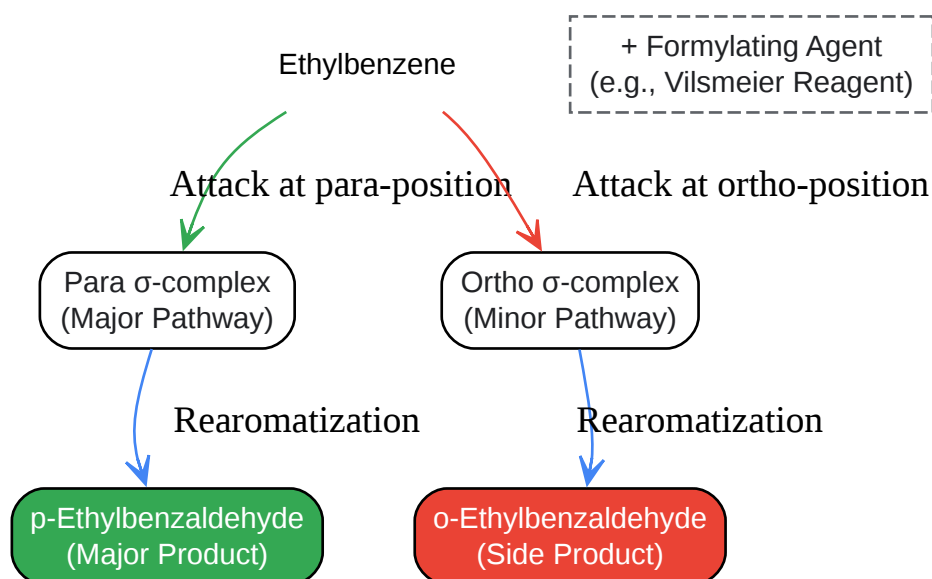 Ethylbenzene
+ Formylating Agent
(e.g., Vilsmeier Reagent)
Attack at para-position
Attack at ortho-position
Para σ-complex
(Major Pathway)
Ortho σ-complex
(Minor Pathway)
Rearomatization
Rearomatization
p-Ethylbenzaldehyde
(Major Product)
o-Ethylbenzaldehyde
(Side Product)